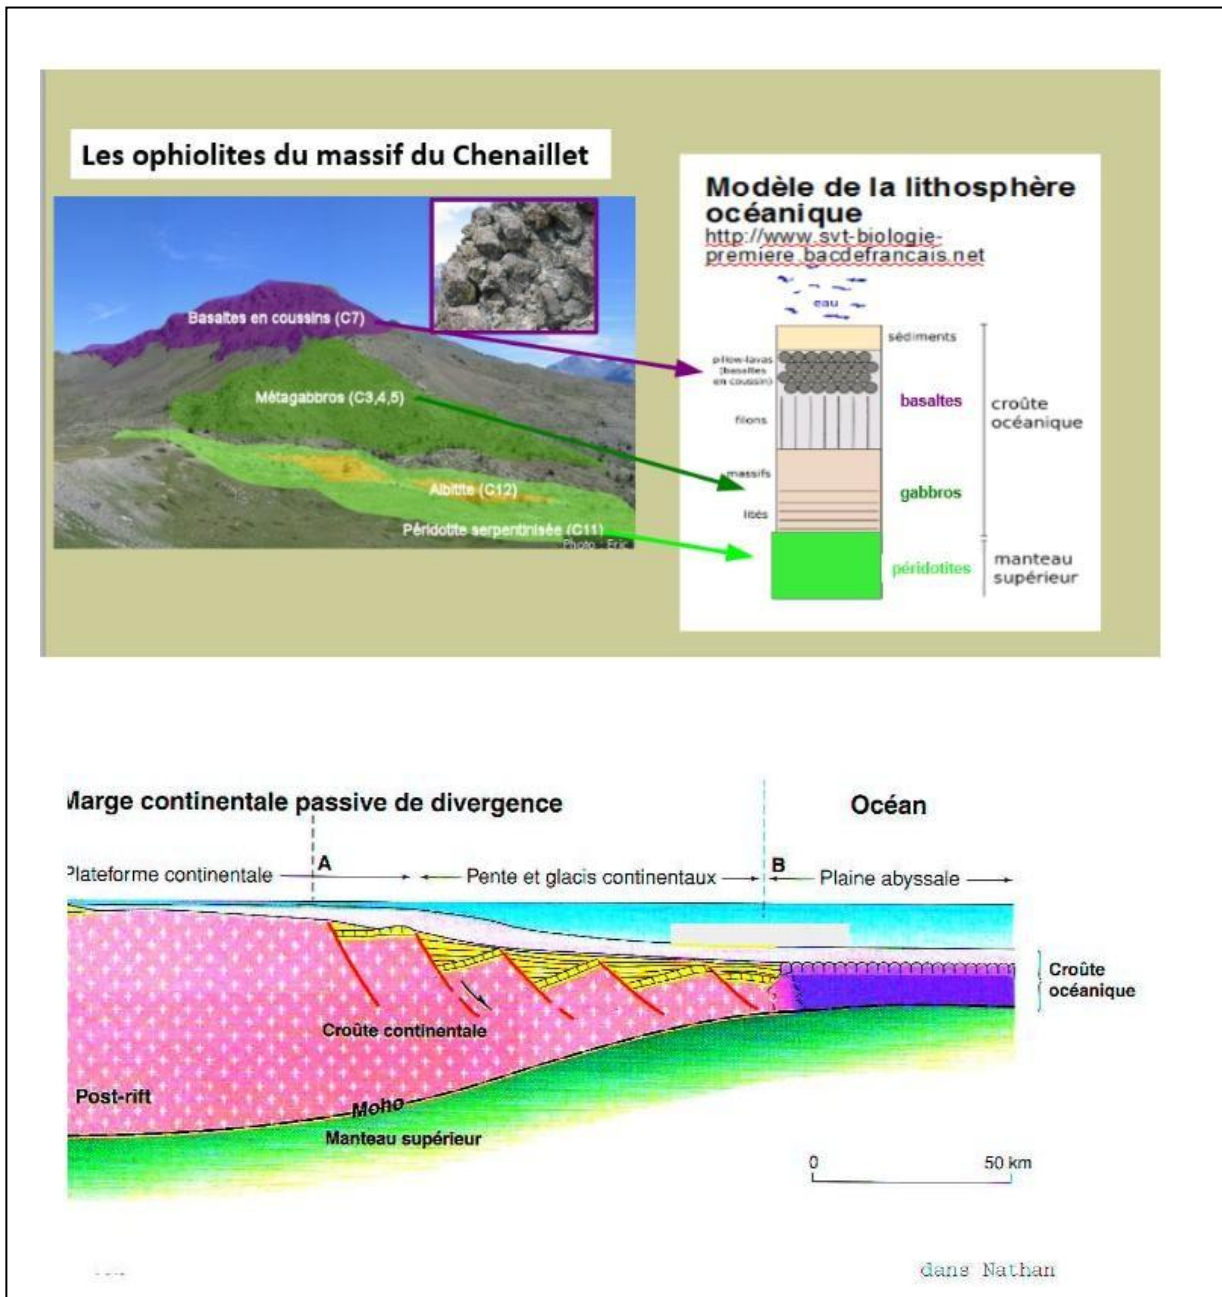 Les ophiolites du massif du Chenaillet
Basaltes en coussins (C7)
Métagabbros (C3,4,5)
Albitite (C12)
Péridotite serpentinisée (C11)
Photo : Eric
Modèle de la lithosphère
océanique
http://www.svt-biologie-
premiere.bacdefrancais.net
eau
sédiments
pillow-lavas
(basaltes
en coussin)
basaltes
croûte
océanique
filons
massifs
gabbros
lités
péridotites
manteau
supérieur
Marge continentale passive de divergence
Océan
Plateforme continentale
A
Pente et glacis continentaux
B
Plaine abyssale
Croûte
océanique
Croûte continentale
Post-rift
Moho
Manteau supérieur
0
50 km
dans Nathan